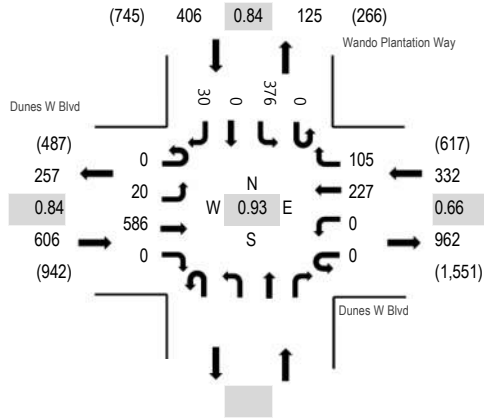 (745) 406 0.84 125 (266)
Wando Plantation Way
30 0 376 0
Dunes W Blvd
(487) (617)
257 0 105 332
0.84 20 N 227 0.66
W 0.93 E
606 586 S 0 962
(942) 0 0 (1,551)
Dunes W Blvd